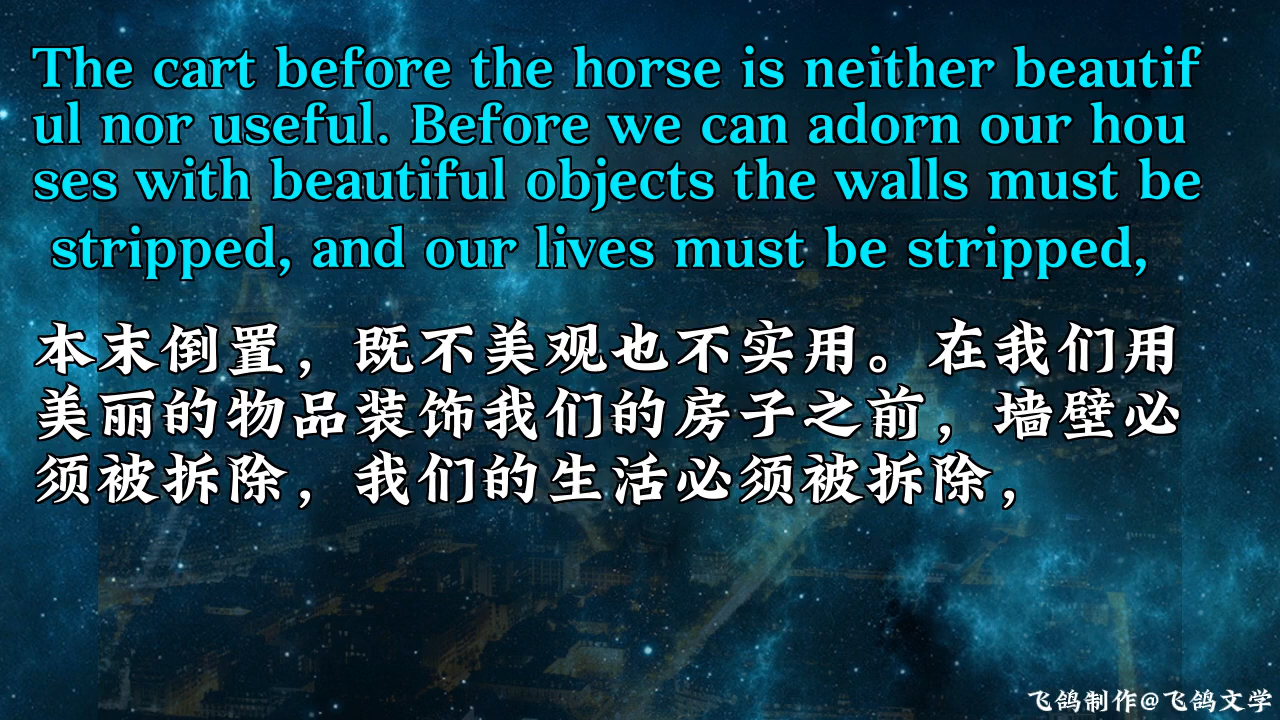 The cart before the horse is neither beautif
ul nor useful. Before we can adorn our hou
ses with beautiful objects the walls must be
stripped, and our lives must be stripped,
本末倒置，既不美观也不实用。在我们用
美丽的物品装饰我们的房子之前，墙壁必
须被拆除，我们的生活必须被拆除，
飞鸽制作@飞鸽文学